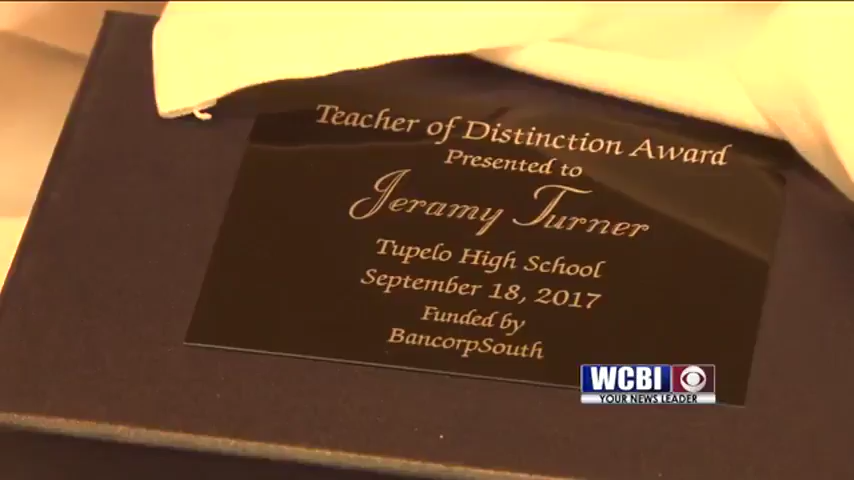 Teacher of Distinction Award
Presented to
Jeramy Turner
Tupelo High School
September 18, 2017
Funded by
BancorpSouth
WCBI
YOUR NEWS LEADER